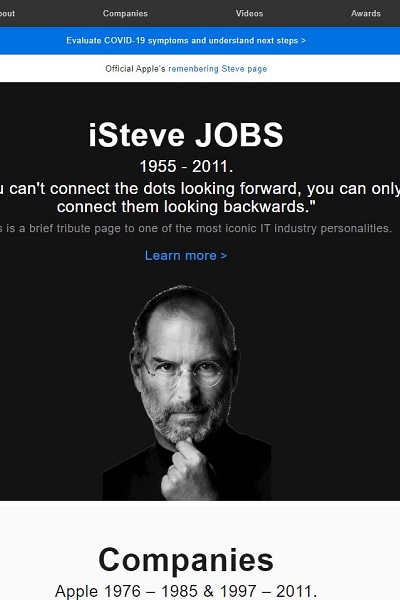 Companies Videos Awards
Evaluate COVID-19 symptoms and understand next steps >
Official Apple's remenbering Steve page
iSteve JOBS
1955 - 2011.
can't connect the dots looking forward, you can only
connect them looking backwards."
is a brief tribute page to one of the most iconic IT industry personalities.
Learn more >
Companies
Apple 1976 – 1985 & 1997 – 2011.